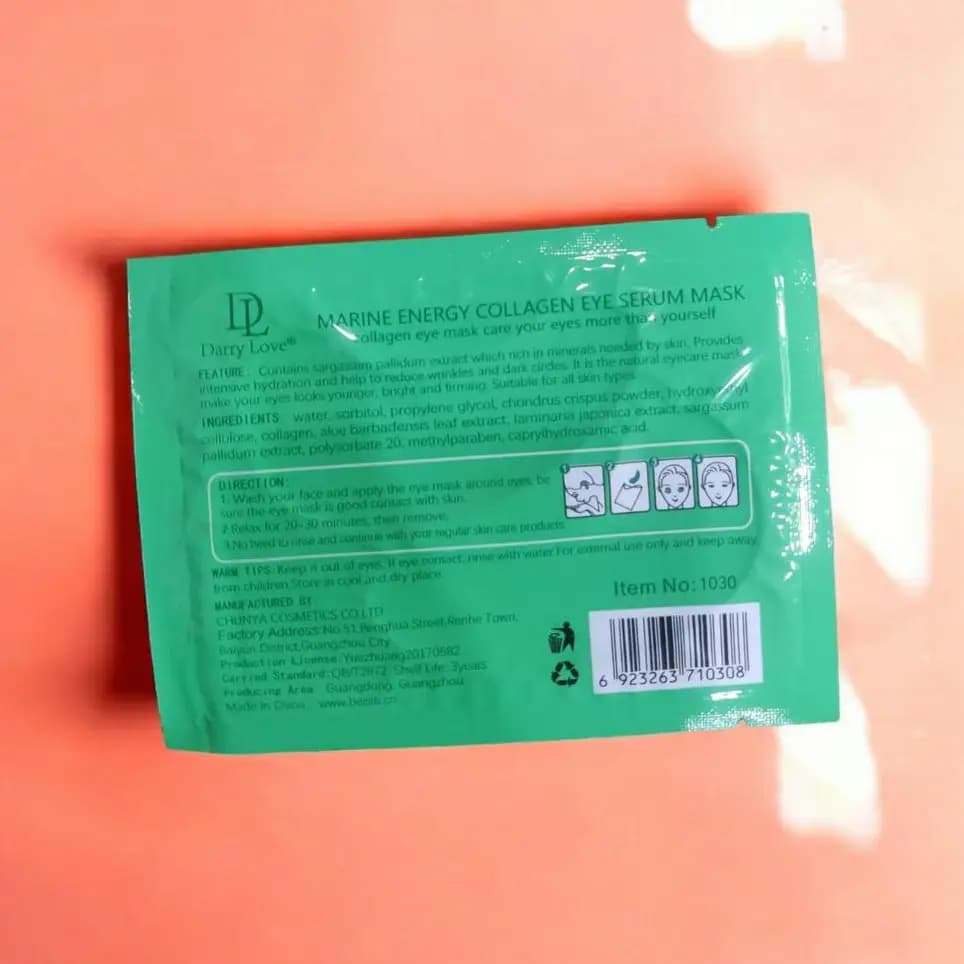 DL
Darry Love®
MARINE ENERGY COLLAGEN EYE SERUM MASK
collagen eye mask care your eyes more than yourself
FEATURE: Contains sargassam pallidum extract which rich in minerals needed by skin. Provides
intensive hydration and help to reduce wrinkles and dark circles. It is the natural eyecare mask
make your eyes looks younger, bright and firming. Suitable for all skin types.
INGREDIENTS: water, sorbitol, propylene glycol, chondrus crispus powder, hydroxyethyl
cellulose, collagen, aloe barbadensis leaf extract, laminaria japonica extract, sargassum
pallidum extract, polysorbate 20, methylparaben, caprylhydroxamic acid.
DIRECTION:
1. Wash your face and apply the eye mask around eyes, be
sure the eye mask is good contact with skin.
2.Relax for 20-30 minutes, then remove.
3.No need to rinse and continue with your regular skin care products
1 2 3 4
WARM TIPS: Keep it out of eyes. If eye contact, rinse with water For external use only and keep away
from children.Store in cool and dry place.
MANUFACTURED BY:
CHUNYA COSMETICS CO.LTD
Factory Address:No.51,Penghua Street,Renhe Town,
Baiyun District,Guangzhou City
Production License:Yuezhuang20170582
Carried Standard:QB/T2872 Shelf Life: 3years
Producing Area: Guangdong, Guangzhou
Made in China
Item No: 1030
6 923263 710308